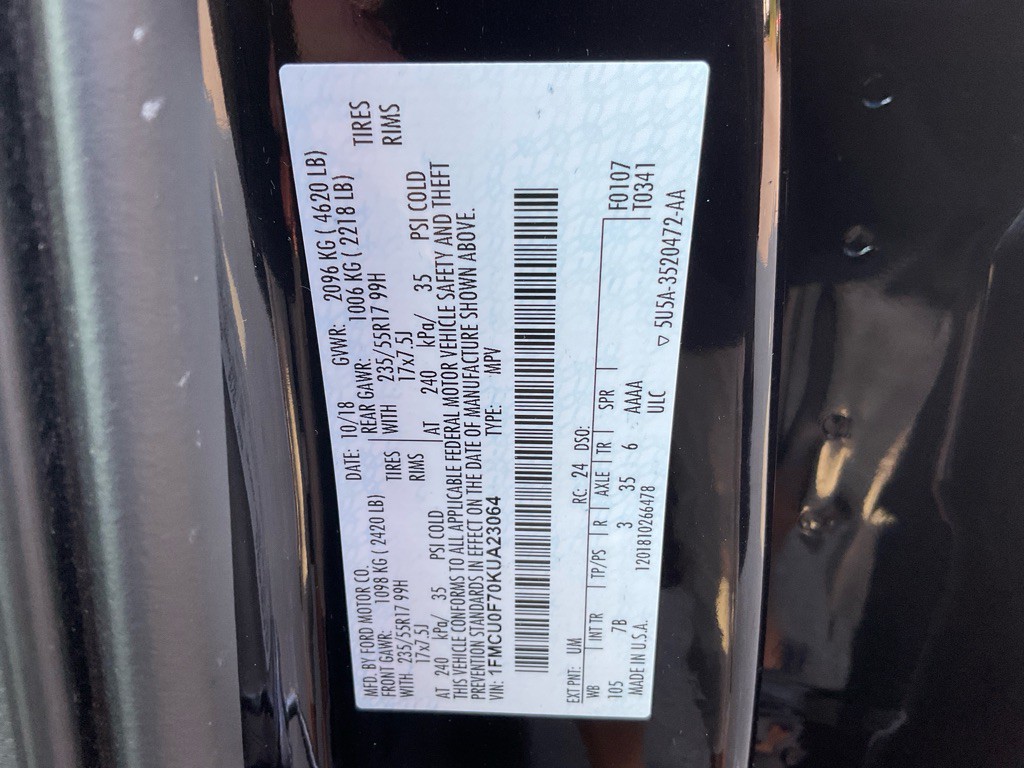 MFD. BY FORD MOTOR CO.
DATE: 10/18 GVWR: 2096 KG ( 4620 LB)
FRONT GAWR: 1098 KG ( 2420 LB) REAR GAWR: 1006 KG ( 2218 LB)
WITH 235/55R17 99H TIRES WITH 235/55R17 99H TIRES
17x7.5J RIMS 17x7.5J RIMS
AT 240 kPa/ 35 PSI COLD AT 240 kPa/ 35 PSI COLD
THIS VEHICLE CONFORMS TO ALL APPLICABLE FEDERAL MOTOR VEHICLE SAFETY AND THEFT
PREVENTION STANDARDS IN EFFECT ON THE DATE OF MANUFACTURE SHOWN ABOVE.
VIN: 1FMCU0F70KUA23064 TYPE: MPV
EXT PNT: UM RC: 24 DSO:
WB INT TR TP/PS R AXLE TR SPR F0107
105 7B 3 35 6 AAAA T0341
MADE IN U.S.A. 1201810266478 ULC
▽ 5U5A-3520472-AA